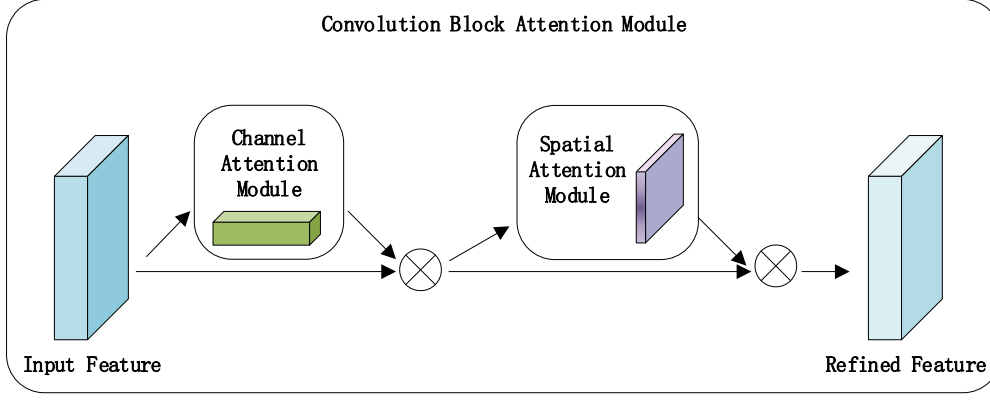 Convolution Block Attention Module
Channel
Attention
Module
Spatial
Attention
Module
Input Feature
Refined Feature